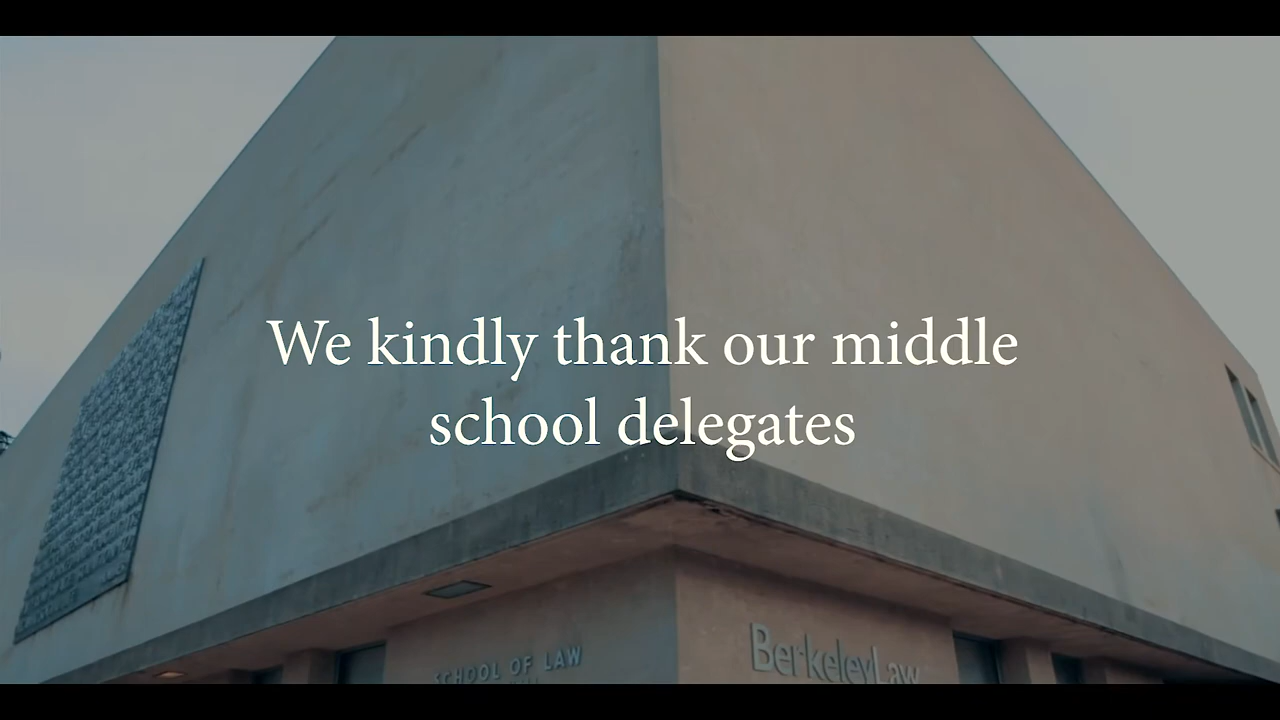 We kindly thank our middle
school delegates
SCHOOL OF LAW
BerkeleyLaw